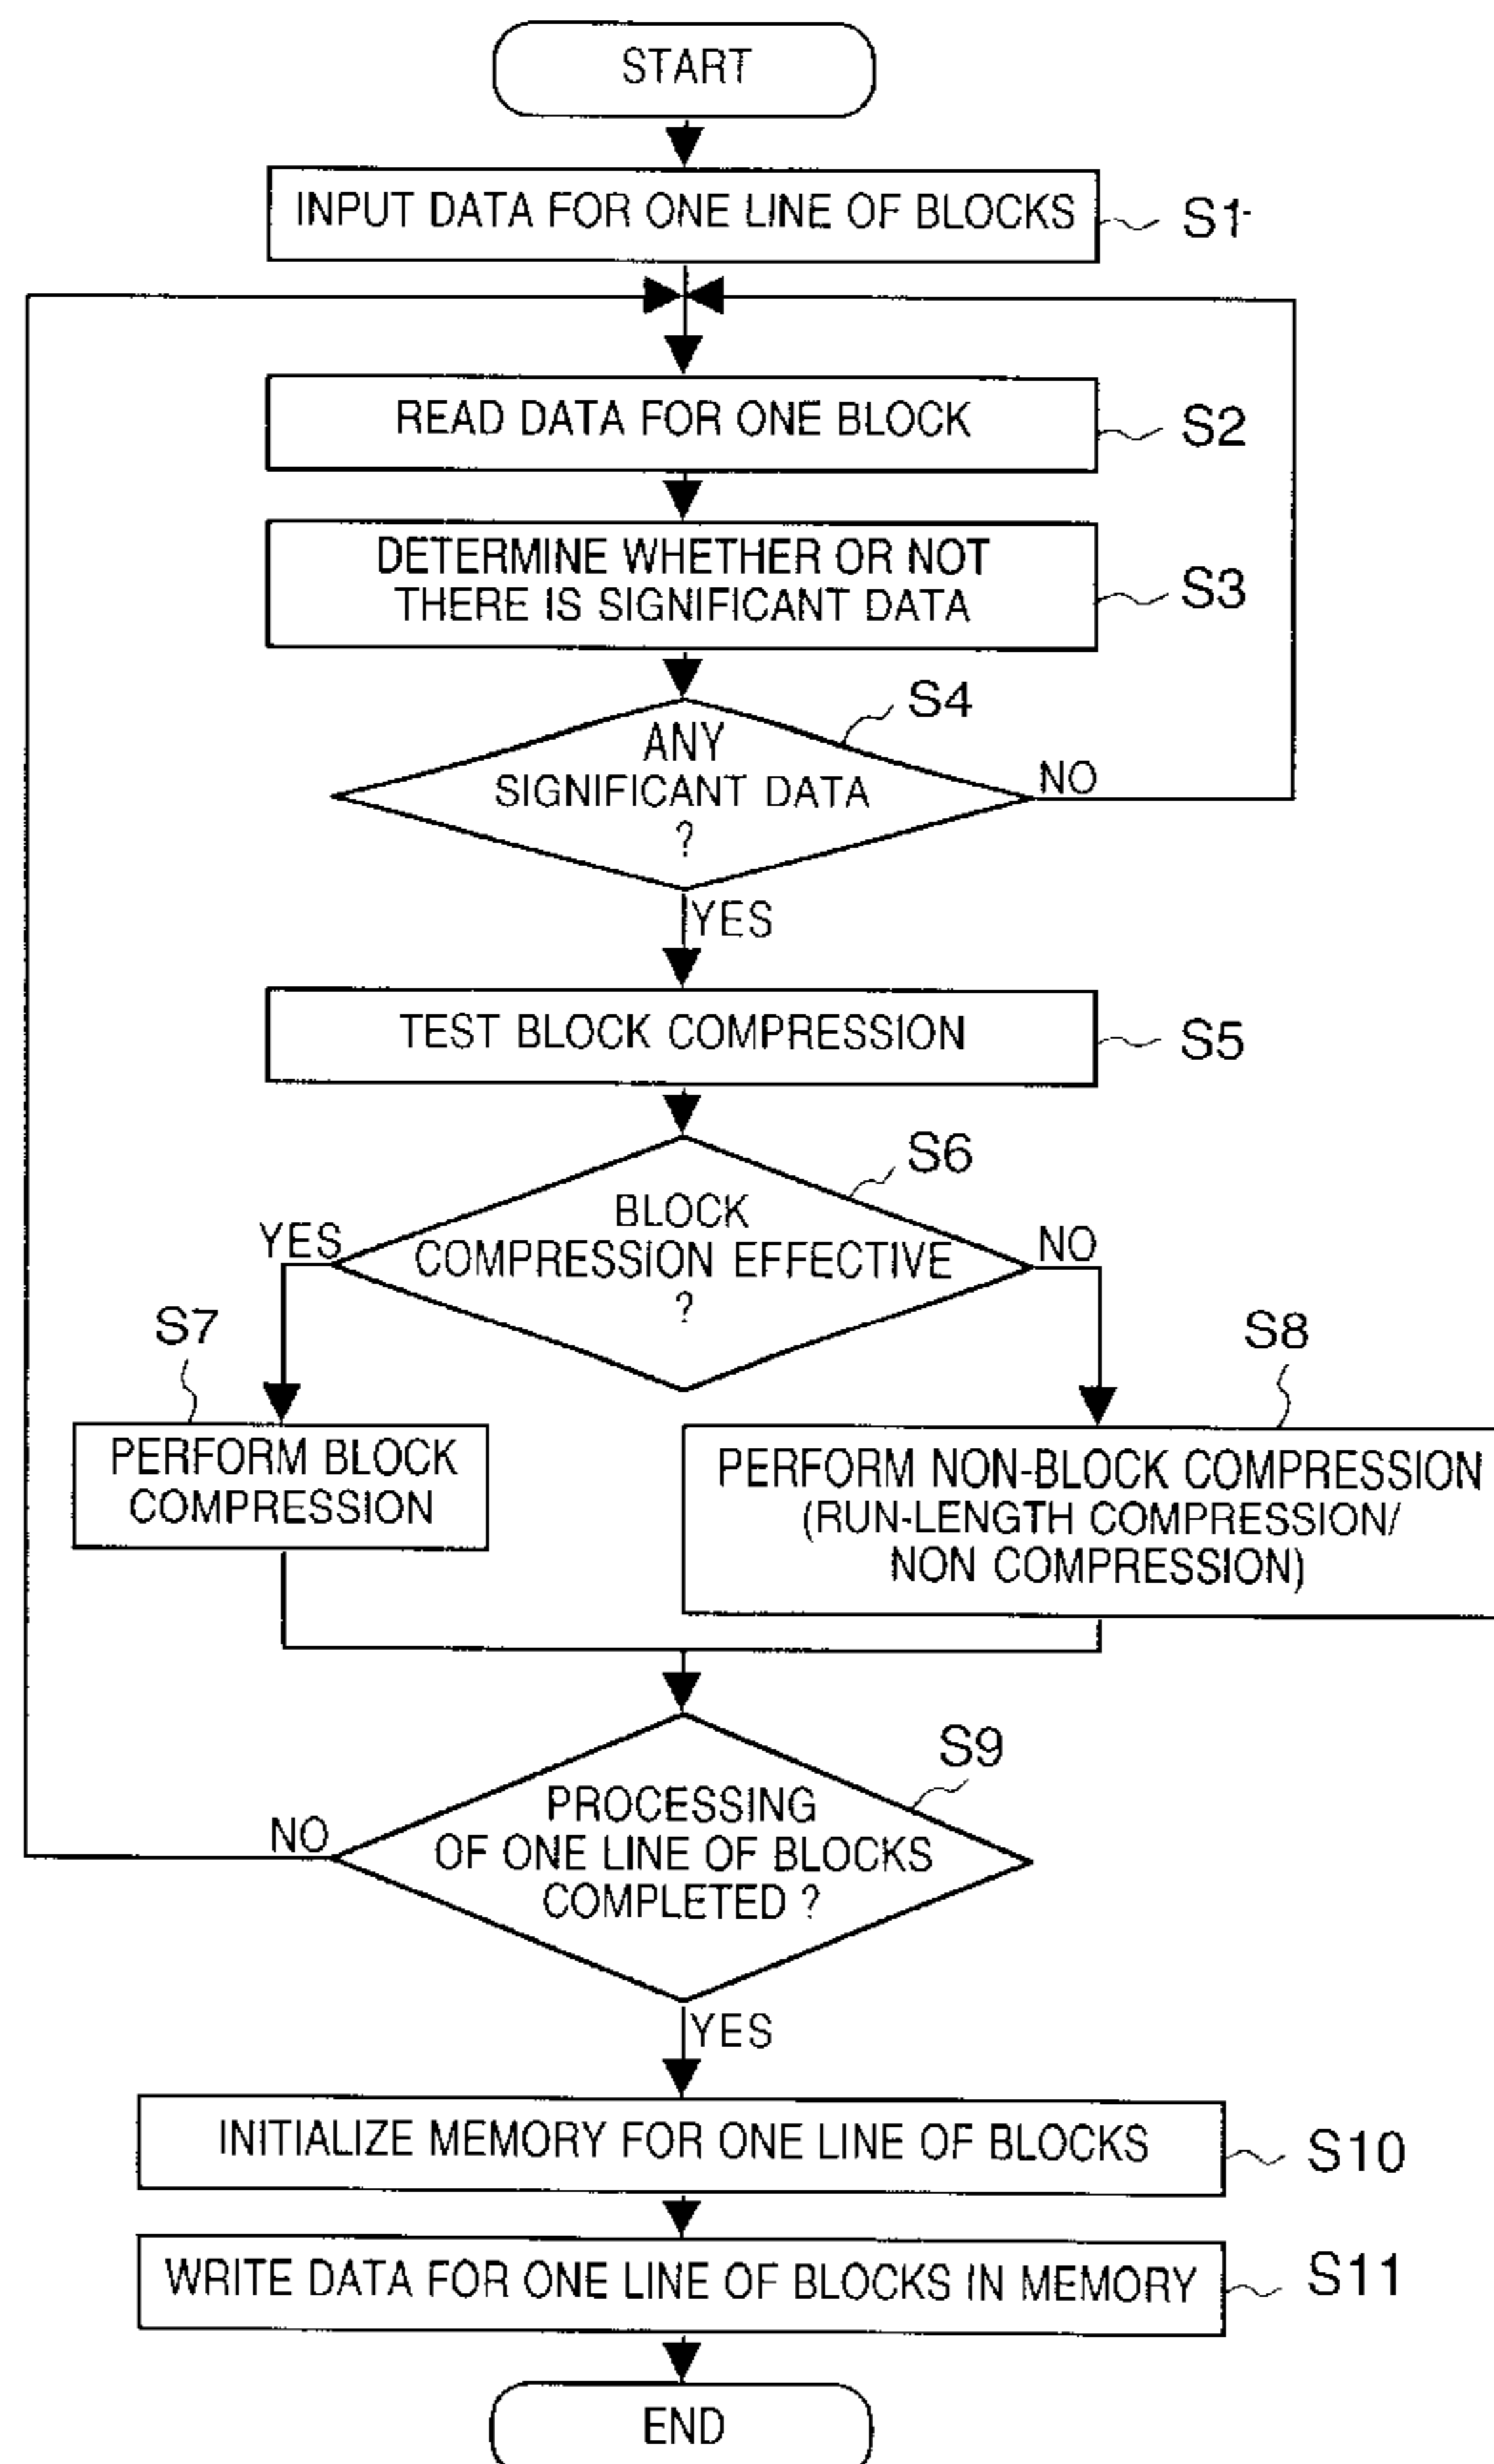 START
INPUT DATA FOR ONE LINE OF BLOCKS
S1
READ DATA FOR ONE BLOCK
S2
DETERMINE WHETHER OR NOT
THERE IS SIGNIFICANT DATA
S3
S4
ANY
SIGNIFICANT DATA
?
NO
YES
TEST BLOCK COMPRESSION
S5
S6
BLOCK
COMPRESSION EFFECTIVE
?
YES
NO
S7
S8
PERFORM BLOCK
COMPRESSION
PERFORM NON-BLOCK COMPRESSION
(RUN-LENGTH COMPRESSION/
NON COMPRESSION)
S9
PROCESSING
OF ONE LINE OF BLOCKS
COMPLETED ?
NO
YES
INITIALIZE MEMORY FOR ONE LINE OF BLOCKS
S10
WRITE DATA FOR ONE LINE OF BLOCKS IN MEMORY
S11
END